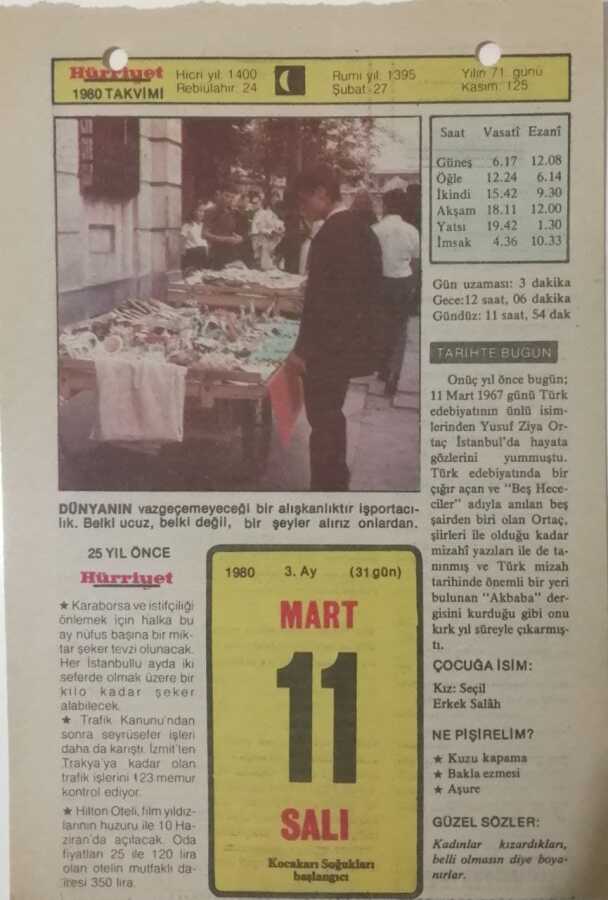 Hürriyet
1980 TAKVİMİ
Hicri yıl: 1400
Rebiülahir: 24
Rumi yıl: 1395
Şubat: 27
Yılın 71. günü
Kasım: 125
DÜNYANIN vazgeçemeyeceği bir alışkanlıktır işportacı-
lık. Belki ucuz, belki değil, bir şeyler alırız onlardan.
25 YIL ÖNCE
Hürriyet
★ Karaborsa ve istifçiliği
önlemek için halka bu
ay nüfus başına bir mik-
tar şeker tevzi olunacak.
Her İstanbullu ayda iki
seferde olmak üzere bir
kilo kadar şeker
alabilecek.
★ Trafik Kanunu'ndan
sonra seyrüsefer işleri
daha da karıştı. İzmit'ten
Trakya'ya kadar olan
trafik işlerini 123 memur
kontrol ediyor.
★ Hilton Oteli, film yıldız-
larının huzuru ile 10 Ha-
ziran'da açılacak. Oda
fiyatları 25 ile 120 lira
olan otelin mutfaklı da-
iresi 350 lira.
1980 3. Ay (31 gün)
MART
11
SALI
Kocakarı Soğukları
başlangıcı
Saat Vasatî Ezanî
Güneş 6.17 12.08
Öğle 12.24 6.14
İkindi 15.42 9.30
Akşam 18.11 12.00
Yatsı 19.42 1.30
İmsak 4.36 10.33
Gün uzaması: 3 dakika
Gece: 12 saat, 06 dakika
Gündüz: 11 saat, 54 dak
TARİHTE BUGÜN
Onüç yıl önce bugün;
11 Mart 1967 günü Türk
edebiyatının ünlü isim-
lerinden Yusuf Ziya Or-
taç İstanbul'da hayata
gözlerini yummuştu.
Türk edebiyatında bir
çığır açan ve "Beş Hece-
ciler" adıyla anılan beş
şairden biri olan Ortaç,
şiirleri ile olduğu kadar
mizahî yazıları ile de ta-
nınmış ve Türk mizah
tarihinde önemli bir yeri
bulunan "Akbaba" der-
gisini kurduğu gibi onu
kırk yıl süreyle çıkarmış-
tı.
ÇOCUĞA İSİM:
Kız: Seçil
Erkek Salâh
NE PİŞİRELİM?
★ Kuzu kapama
★ Bakla ezmesi
★ Aşure
GÜZEL SÖZLER:
Kadınlar kızardıkları,
belli olmasın diye boya-
nırlar.